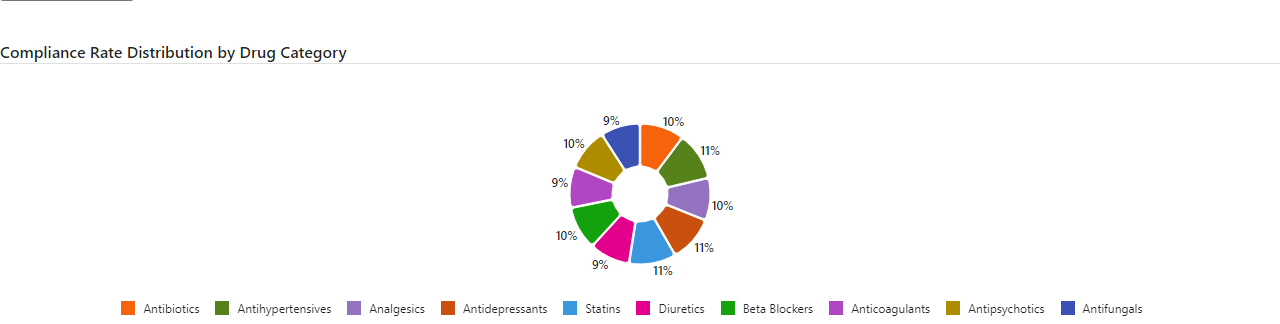 Compliance Rate Distribution by Drug Category
9% 10%
10% 11%
9% 10%
10% 11%
9% 11%
Antibiotics Antihypertensives Analgesics Antidepressants Statins Diuretics Beta Blockers Anticoagulants Antipsychotics Antifungals